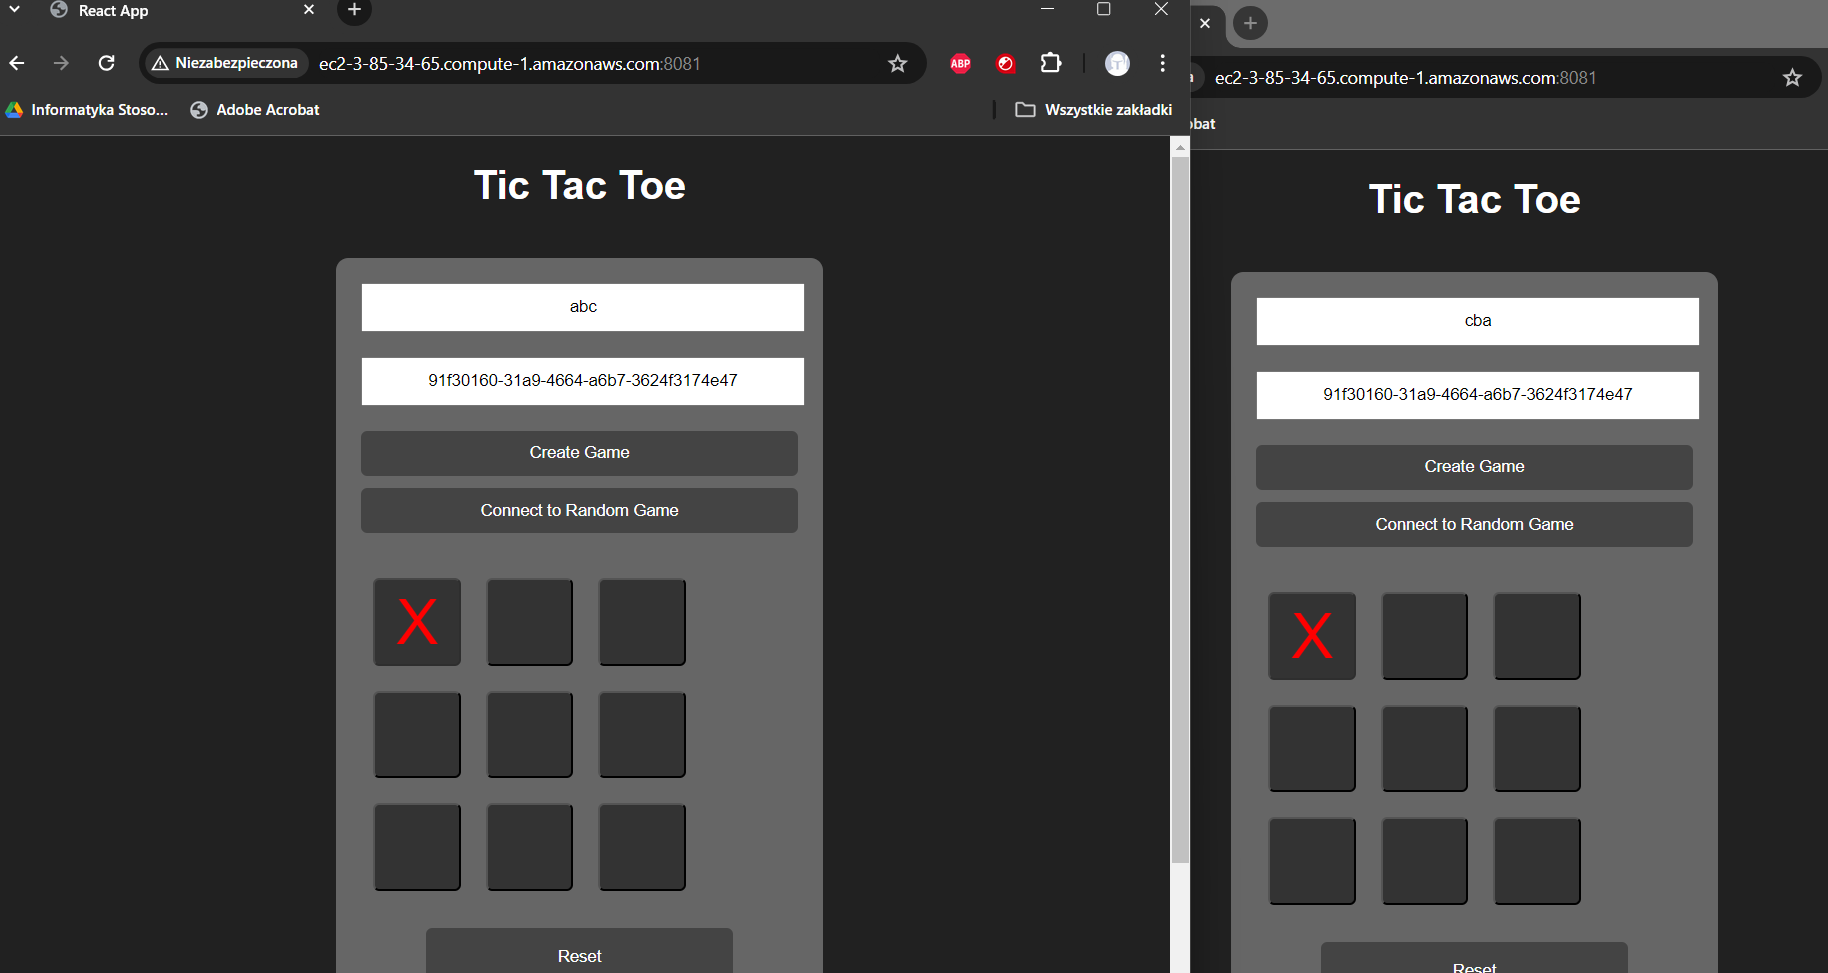 React App
Niezabezpieczona ec2-3-85-34-65.compute-1.amazonaws.com:8081
ABP
Informatyka Stoso... Adobe Acrobat Wszystkie zakładki
Tic Tac Toe
abc
91f30160-31a9-4664-a6b7-3624f3174e47
Create Game
Connect to Random Game
X
Reset
a ec2-3-85-34-65.compute-1.amazonaws.com:8081
obat
Tic Tac Toe
cba
91f30160-31a9-4664-a6b7-3624f3174e47
Create Game
Connect to Random Game
X
Reset